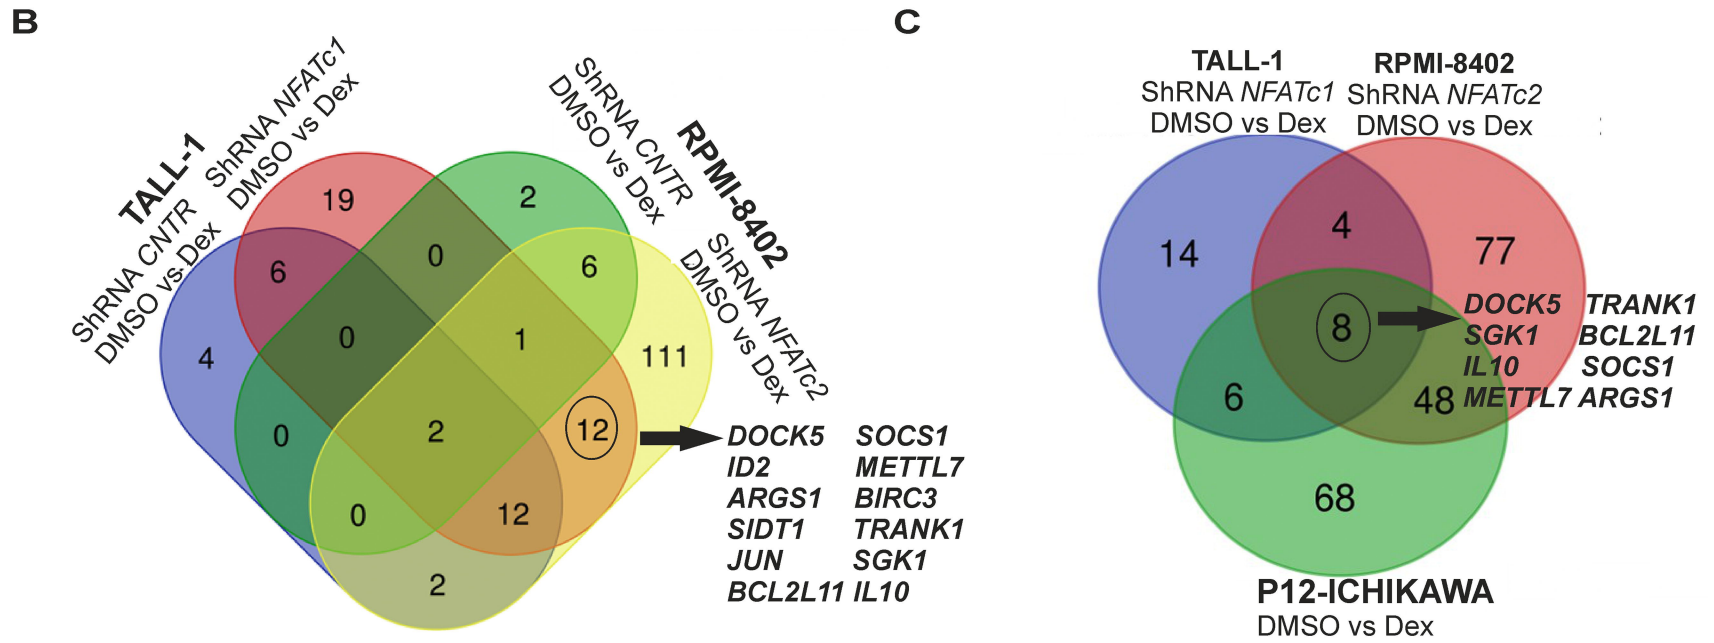 B
TALL-1
ShRNA CNTR
DMSO vs Dex
ShRNA NFATc1
DMSO vs Dex
ShRNA CNTR
DMSO vs Dex
RPMI-8402
ShRNA NFATc2
DMSO vs Dex
19
2
6
0
6
4
0
1
111
0
2
12
0
12
2
DOCK5 SOCS1
ID2 METTL7
ARGS1 BIRC3
SIDT1 TRANK1
JUN SGK1
BCL2L11 IL10
C
TALL-1
ShRNA NFATc1
DMSO vs Dex
RPMI-8402
ShRNA NFATc2
DMSO vs Dex
14
4
77
8
DOCK5 TRANK1
SGK1 BCL2L11
IL10 SOCS1
METTL7 ARGS1
6
48
68
P12-ICHIKAWA
DMSO vs Dex